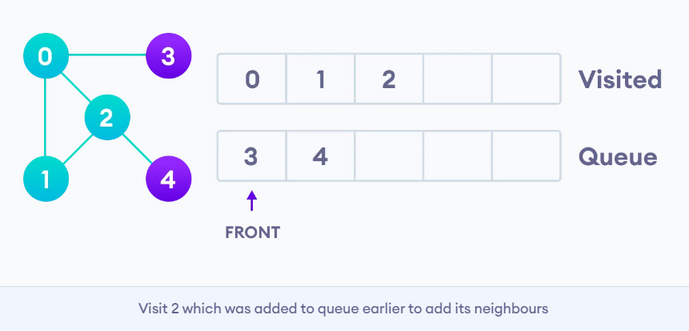 0 3
2
1 4
0 1 2 Visited
3 4 Queue
FRONT
Visit 2 which was added to queue earlier to add its neighbours